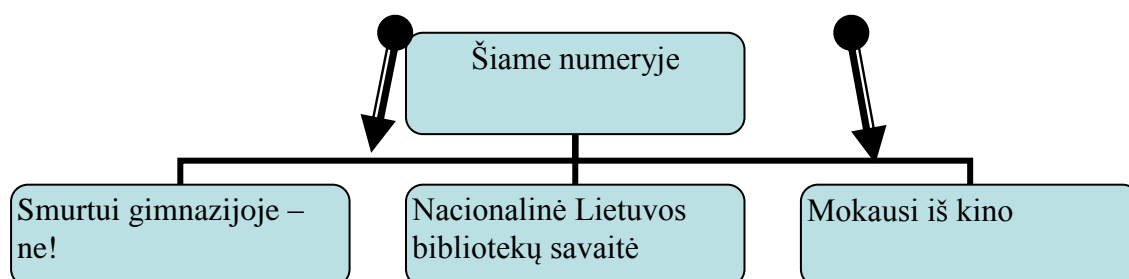 Šiame numeryje
Smurtui gimnazijoje –
ne!
Nacionalinė Lietuvos
bibliotekų savaitė
Mokausi iš kino